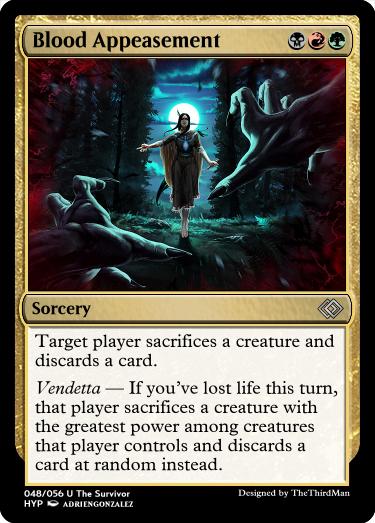 Blood Appeasement
Sorcery
Target player sacrifices a creature and
discards a card.
Vendetta — If you've lost life this turn,
that player sacrifices a creature with
the greatest power among creatures
that player controls and discards a
card at random instead.
048/056 U The Survivor
Designed by TheThirdMan
HYP ADRIENGONZALEZ